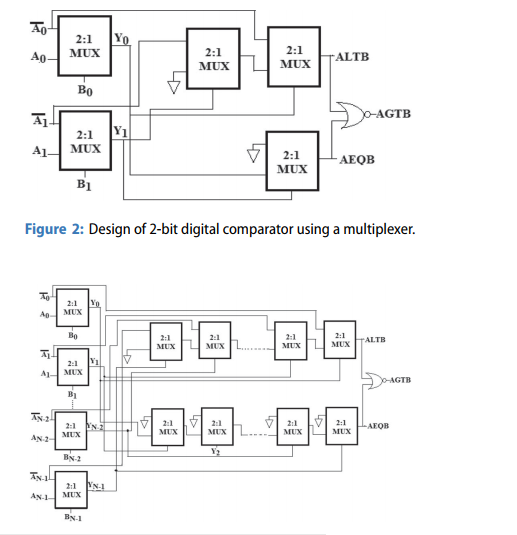 A̅0
Y0
2:1
MUX
A0
B0
2:1
MUX
2:1
MUX
ALTB
AGTB
A̅1
Y1
2:1
MUX
A1
B1
2:1
MUX
AEQB
Figure 2: Design of 2-bit digital comparator using a multiplexer.
A̅0
Y0
2:1
MUX
A0
B0
2:1
MUX
2:1
MUX
2:1
MUX
2:1
MUX
ALTB
A̅1
Y1
2:1
MUX
A1
B1
AGTB
A̅N-2
YN-2
2:1
MUX
AN-2
BN-2
2:1
MUX
2:1
MUX
Y2
2:1
MUX
2:1
MUX
AEQB
A̅N-1
YN-1
2:1
MUX
AN-1
BN-1